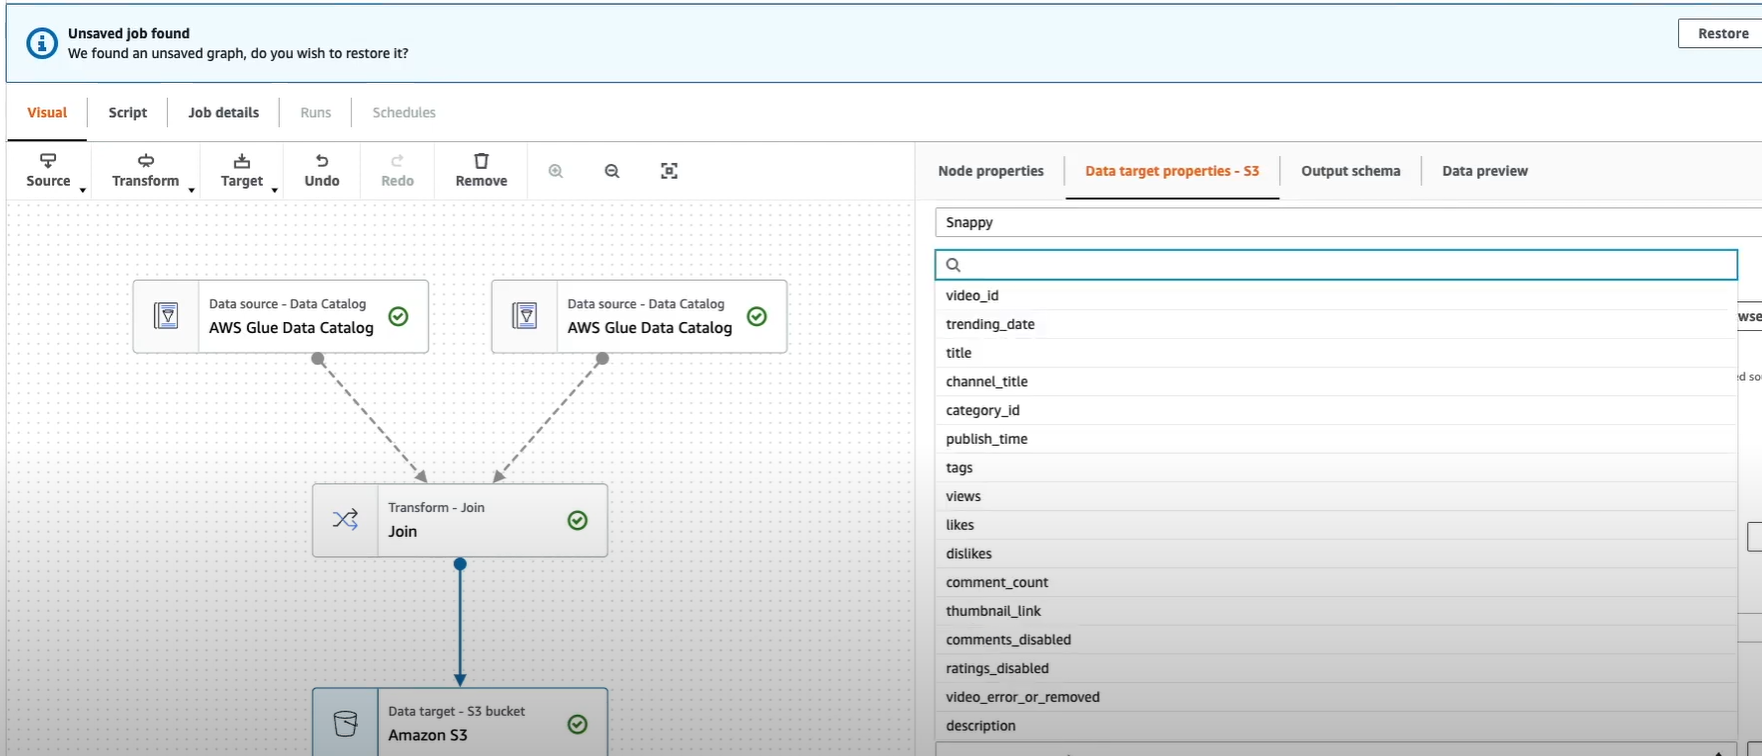 Unsaved job found
We found an unsaved graph, do you wish to restore it?
Restore
Visual
Script
Job details
Runs
Schedules
Source
Transform
Target
Undo
Redo
Remove
Node properties
Data target properties - S3
Output schema
Data preview
Snappy
video_id
trending_date
title
channel_title
category_id
publish_time
tags
views
likes
dislikes
comment_count
thumbnail_link
comments_disabled
ratings_disabled
video_error_or_removed
description
Data source - Data Catalog
AWS Glue Data Catalog
Data source - Data Catalog
AWS Glue Data Catalog
Transform - Join
Join
Data target - S3 bucket
Amazon S3